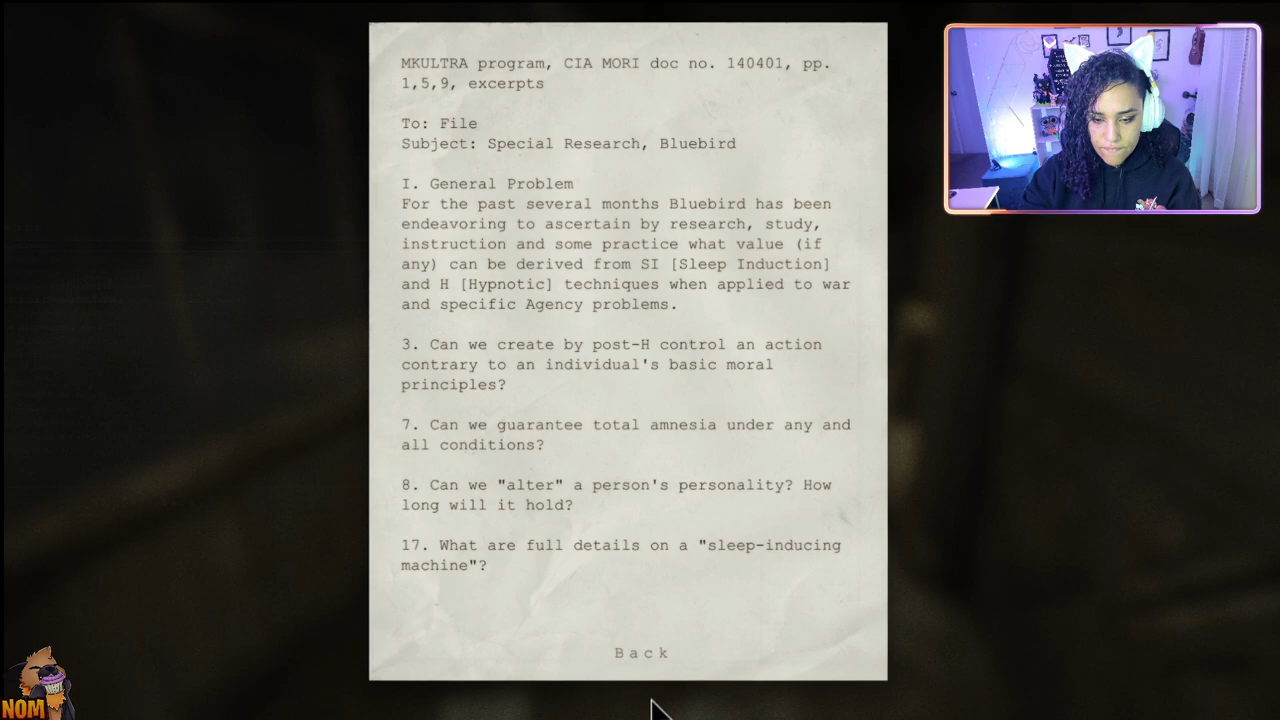 MKULTRA program, CIA MORI doc no. 140401, pp.
1,5,9, excerpts
To: File
Subject: Special Research, Bluebird
I. General Problem
For the past several months Bluebird has been
endeavoring to ascertain by research, study,
instruction and some practice what value (if
any) can be derived from SI [Sleep Induction]
and H [Hypnotic] techniques when applied to war
and specific Agency problems.
3. Can we create by post-H control an action
contrary to an individual's basic moral
principles?
7. Can we guarantee total amnesia under any and
all conditions?
8. Can we "alter" a person's personality? How
long will it hold?
17. What are full details on a "sleep-inducing
machine"?
Back
NOM